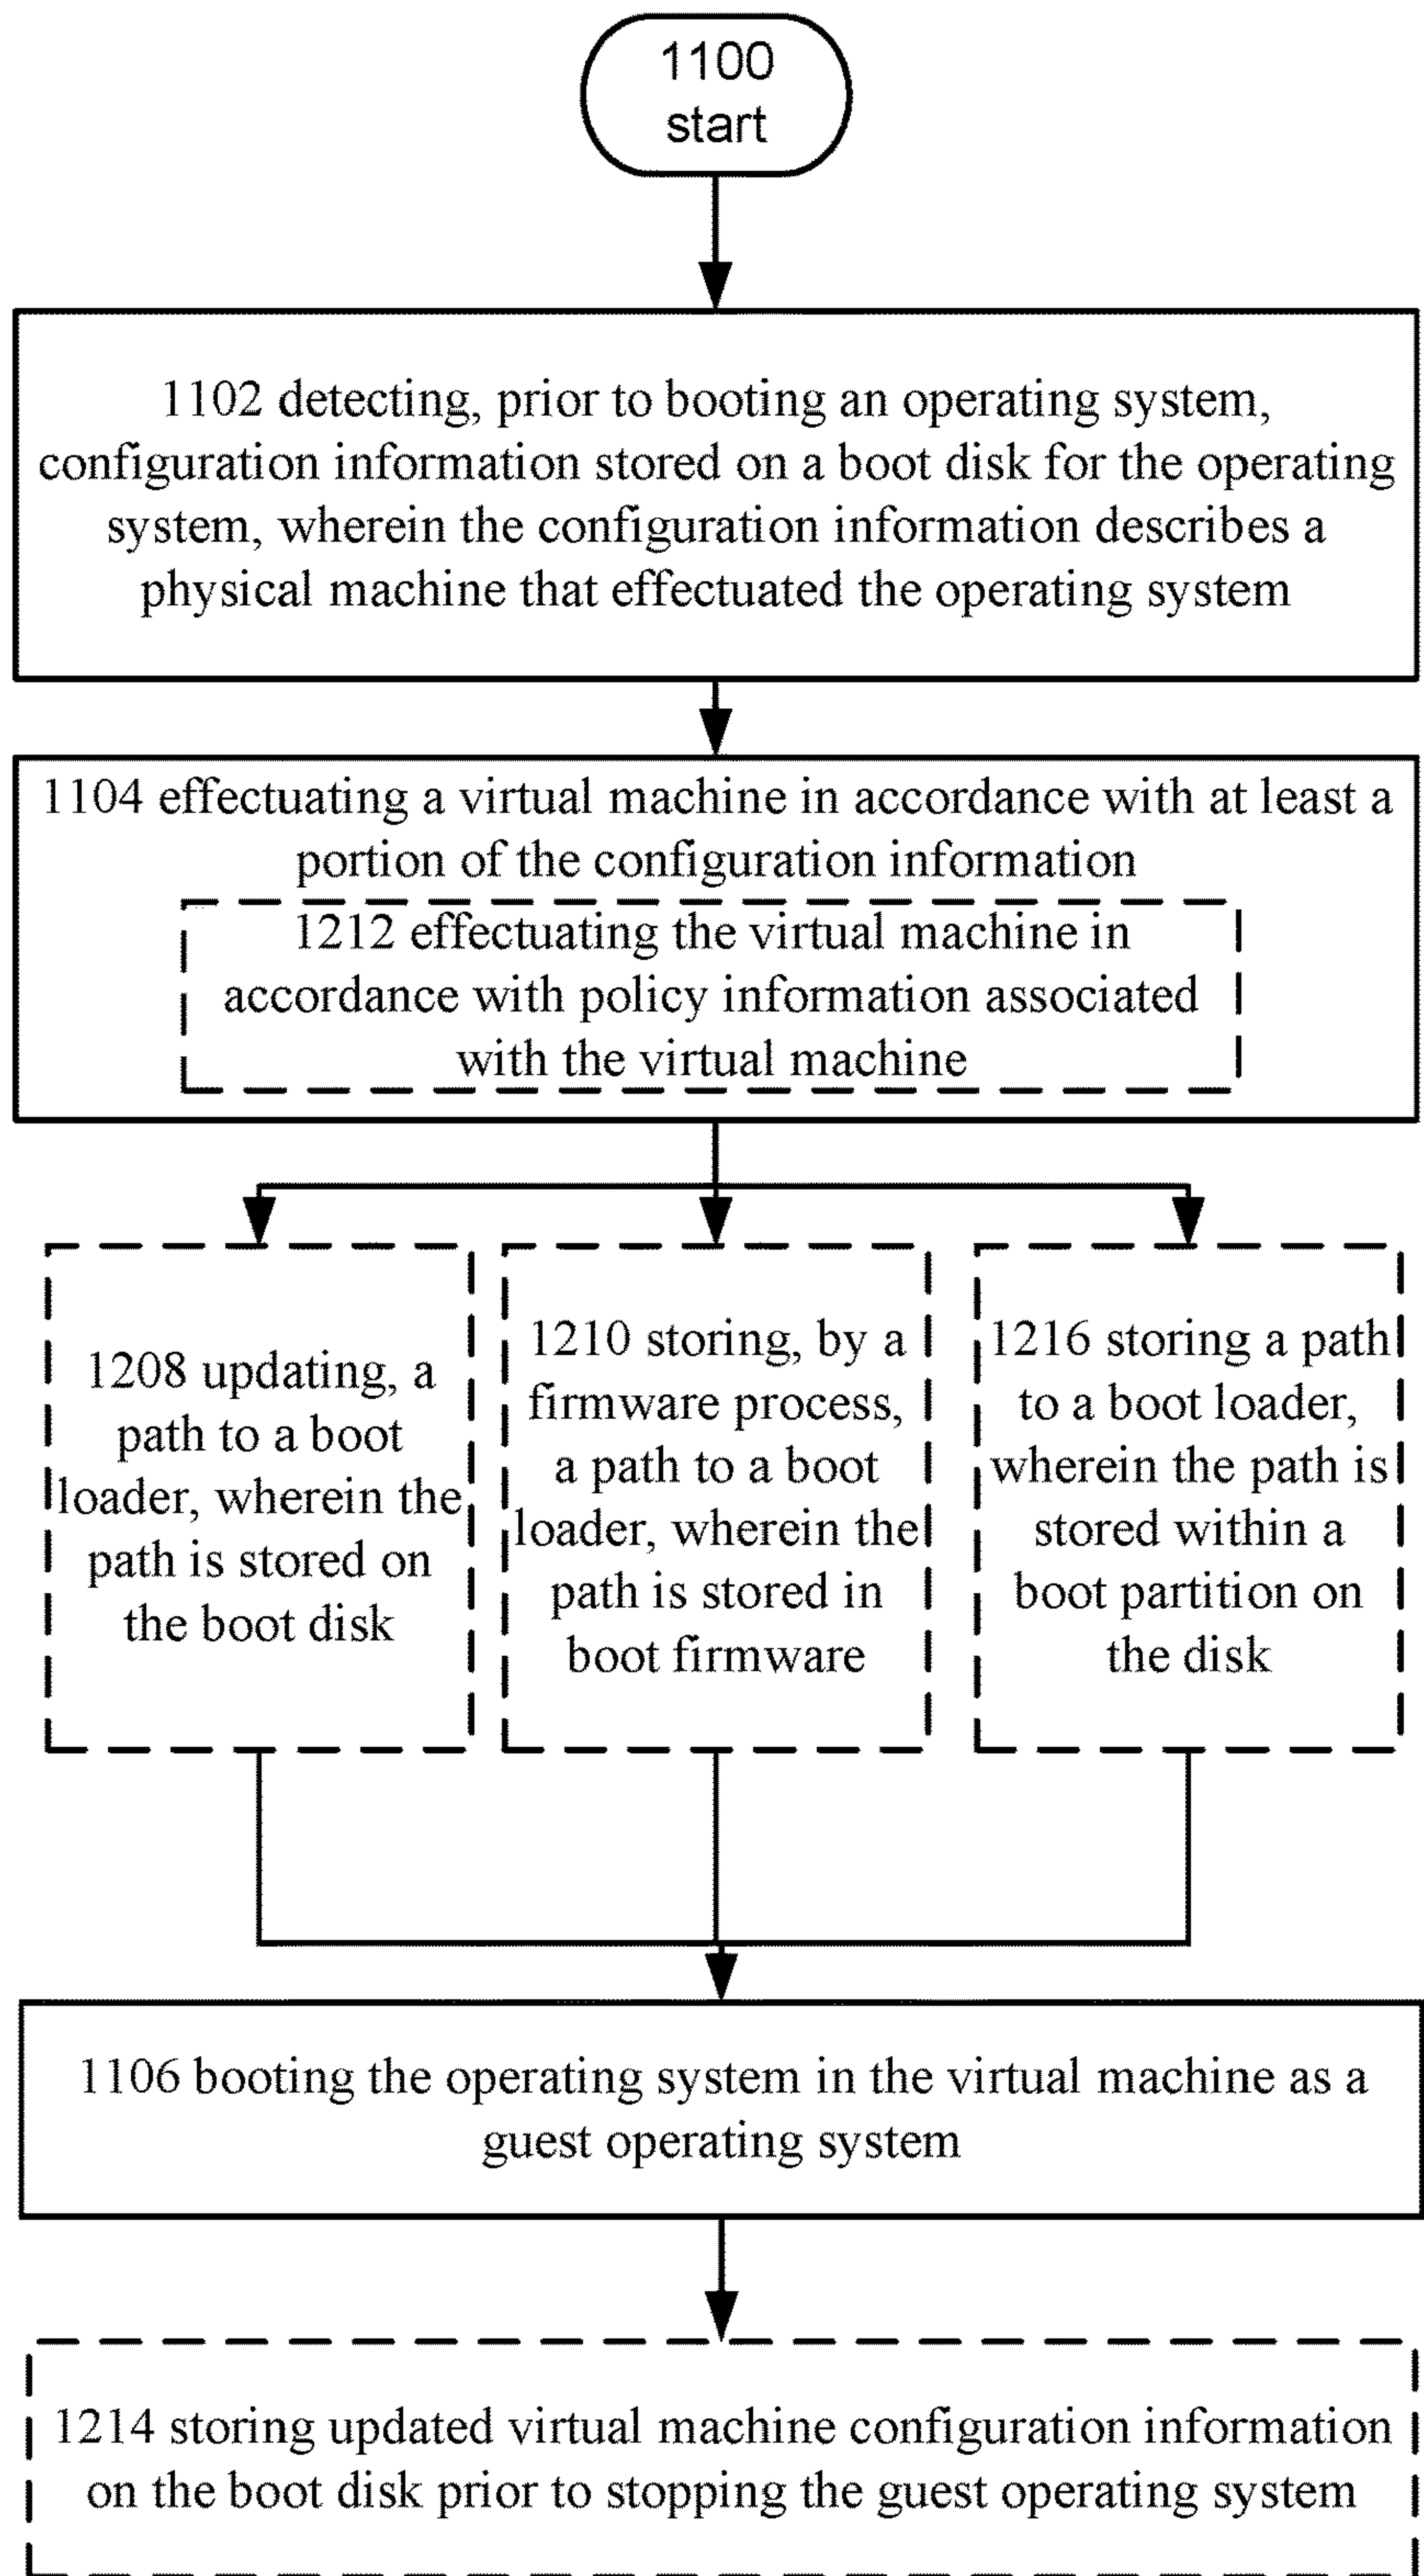 1100
start
1102 detecting, prior to booting an operating system,
configuration information stored on a boot disk for the operating
system, wherein the configuration information describes a
physical machine that effectuated the operating system
1104 effectuating a virtual machine in accordance with at least a
portion of the configuration information
1212 effectuating the virtual machine in
accordance with policy information associated
with the virtual machine
1208 updating, a
path to a boot
loader, wherein the
path is stored on
the boot disk
1210 storing, by a
firmware process,
a path to a boot
loader, wherein the
path is stored in
boot firmware
1216 storing a path
to a boot loader,
wherein the path is
stored within a
boot partition on
the disk
1106 booting the operating system in the virtual machine as a
guest operating system
1214 storing updated virtual machine configuration information
on the boot disk prior to stopping the guest operating system